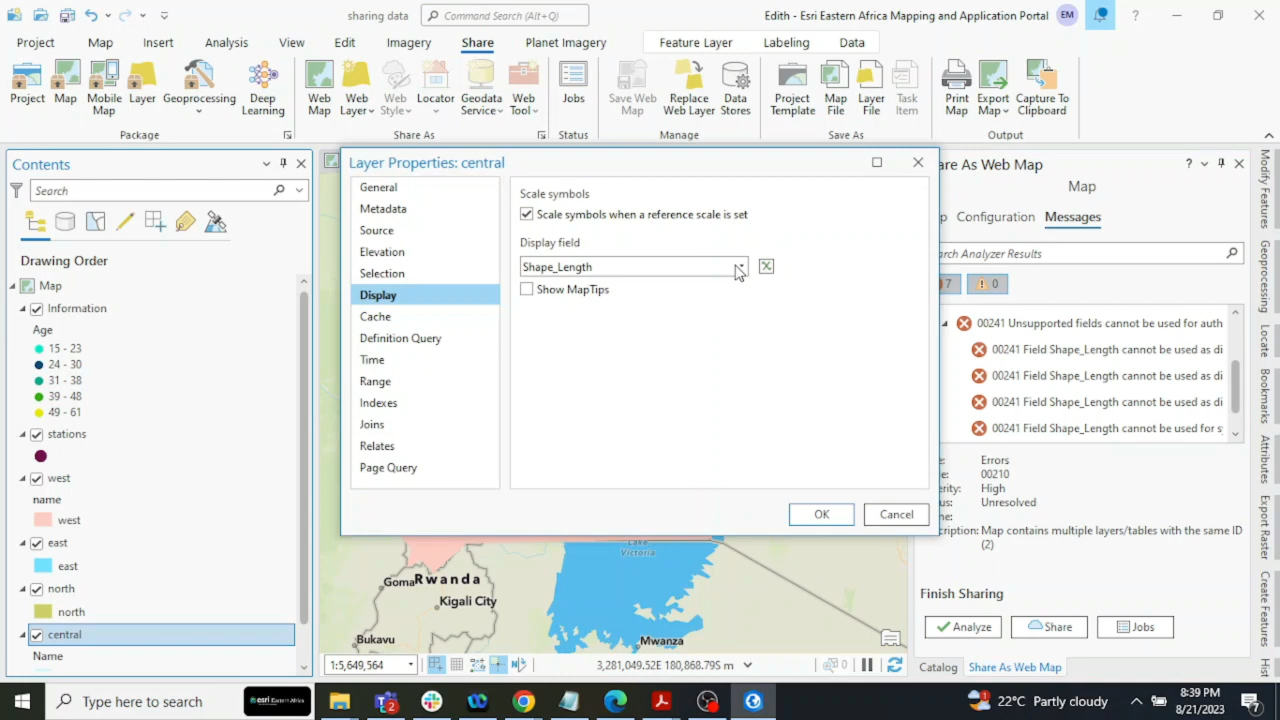 sharing data
Command Search (Alt+Q)
Edith - Esri Eastern Africa Mapping and Application Portal
EM
?
Project
Map
Insert
Analysis
View
Edit
Imagery
Share
Planet Imagery
Feature Layer
Labeling
Data
Project
Map
Mobile
Map
Layer
Geoprocessing
Deep
Learning
Web
Map
Web
Layer
Web
Style
Locator
Geodata
Service
Web
Tool
Jobs
Save Web
Map
Replace
Web Layer
Data
Stores
Project
Template
Map
File
Layer
File
Task
Item
Print
Map
Export
Map
Capture To
Clipboard
Package
Share As
Status
Manage
Save As
Output
Contents
Search
Drawing Order
Map
Information
Age
15 - 23
24 - 30
31 - 38
39 - 48
49 - 61
stations
west
name
west
east
east
north
north
central
Name
Layer Properties: central
General
Metadata
Source
Elevation
Selection
Display
Cache
Definition Query
Time
Range
Indexes
Joins
Relates
Page Query
Scale symbols
Scale symbols when a reference scale is set
Display field
Shape_Length
Show MapTips
OK
Cancel
Lake
Victoria
Goma
Rwanda
Kigali City
Bukavu
Mwanza
1:5,649,564
3,281,049.52E 180,868.79S m
0
are As Web Map
?
Map
p
Configuration
Messages
arch Analyzer Results
7
0
00241 Unsupported fields cannot be used for auth
00241 Field Shape_Length cannot be used as di
00241 Field Shape_Length cannot be used as di
00241 Field Shape_Length cannot be used as di
00241 Field Shape_Length cannot be used for sy
e:
Errors
e:
00210
erity:
High
us:
Unresolved
ne:
cription:
Map contains multiple layers/tables with the same ID
(2)
Finish Sharing
Analyze
Share
Jobs
Catalog
Share As Web Map
Modify Features
Geoprocessing
Locate
Bookmarks
Attributes
Export Raster
Create Features
Hist
Type here to search
esri Eastern Africa
2
1
22°C Partly cloudy
8:39 PM
8/21/2023
7